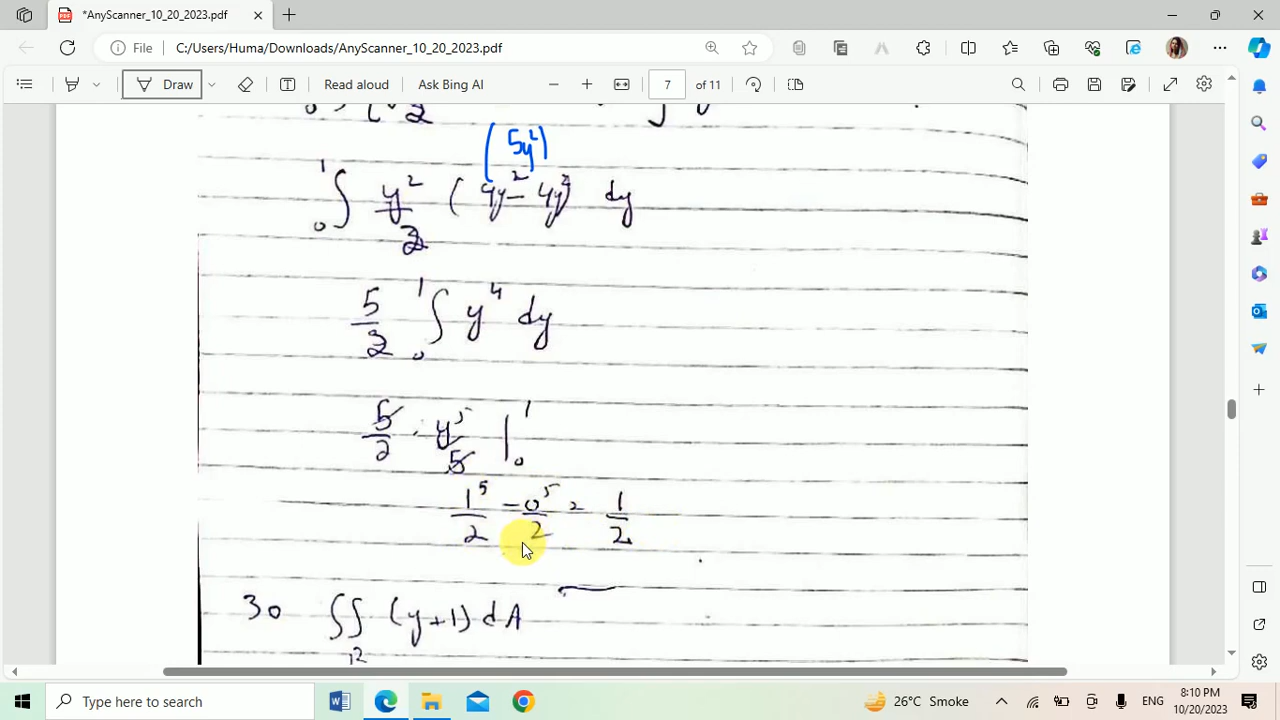 *AnyScanner_10_20_2023.pdf
File C:/Users/Huma/Downloads/AnyScanner_10_20_2023.pdf
Draw Read aloud Ask Bing AI 7 of 11
(5y²)
∫₀¹ y²/2 (4y² - 4y) dy
5/2 ∫₀¹ y⁴ dy
5/2 · y⁵/5 |₀¹
1⁵/2 - 0⁵/2 = 1/2
30 ∬ (y+1) dA
R
Type here to search
26°C Smoke
ENG
8:10 PM
10/20/2023